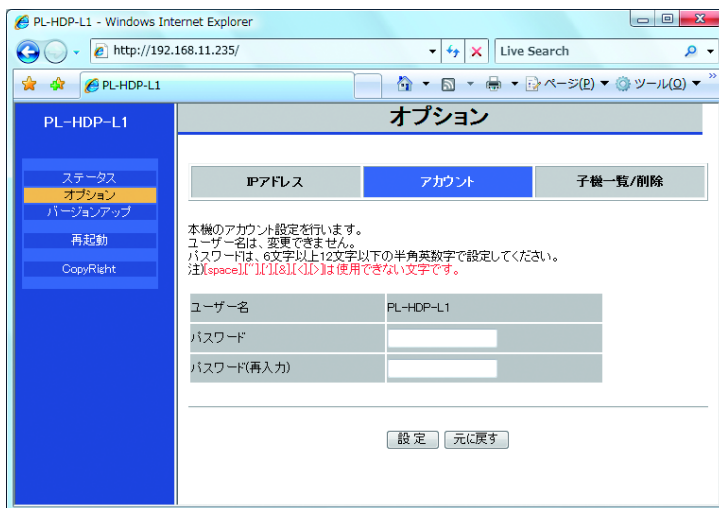 PL-HDP-L1 - Windows Internet Explorer
http://192.168.11.235/
Live Search
PL-HDP-L1
ページ(P)
ツール(O)
PL-HDP-L1
ステータス
オプション
バージョンアップ
再起動
CopyRight
オプション
IPアドレス
アカウント
子機一覧/削除
本機のアカウント設定を行います。
ユーザー名は、変更できません。
パスワードは、6文字以上12文字以下の半角英数字で設定してください。
注)[space],["],['],[&],[<],[>]は使用できない文字です。
ユーザー名 PL-HDP-L1
パスワード
パスワード(再入力)
設定 元に戻す